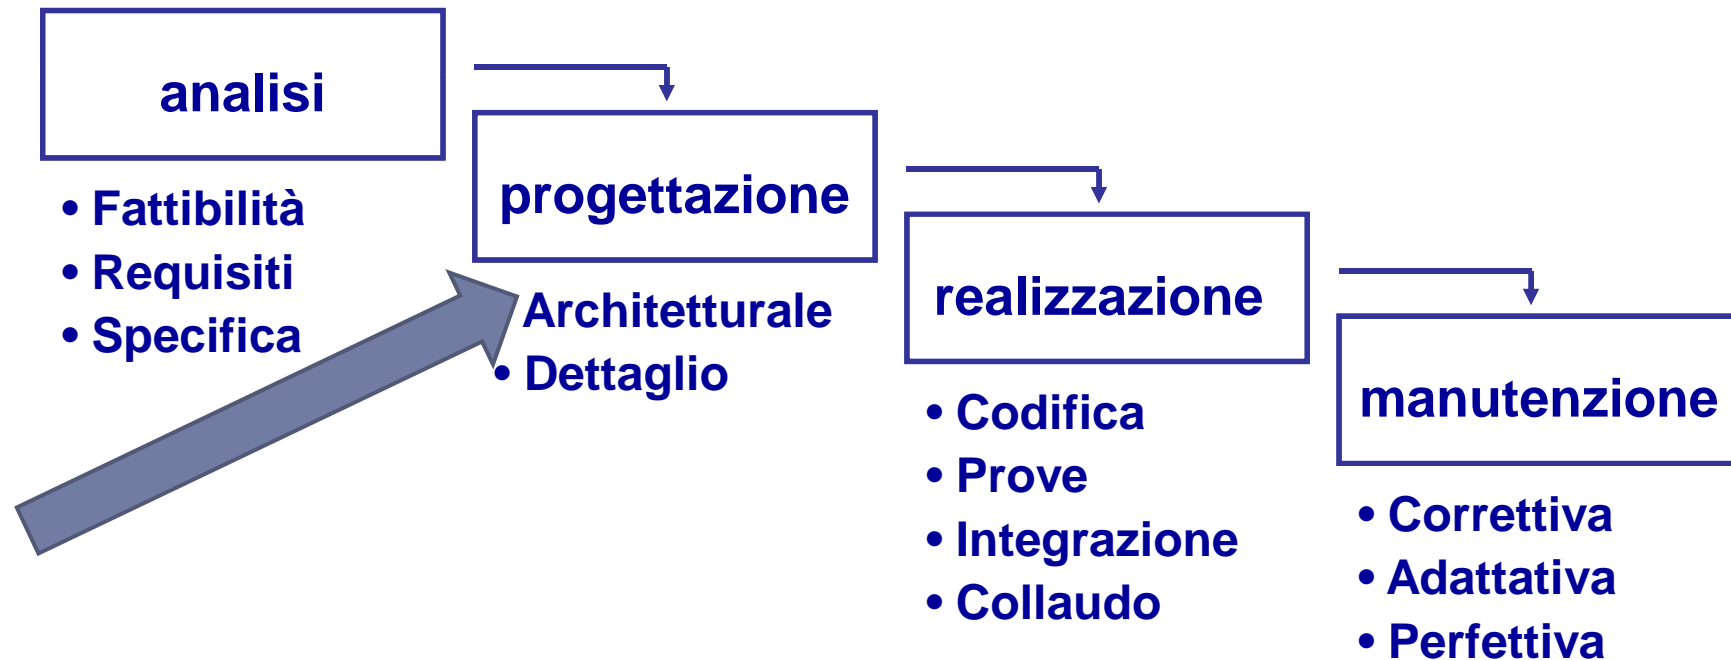 analisi
• Fattibilità
• Requisiti
• Specifica
progettazione
Architetturale
• Dettaglio
realizzazione
• Codifica
• Prove
• Integrazione
• Collaudo
manutenzione
• Correttiva
• Adattativa
• Perfettiva